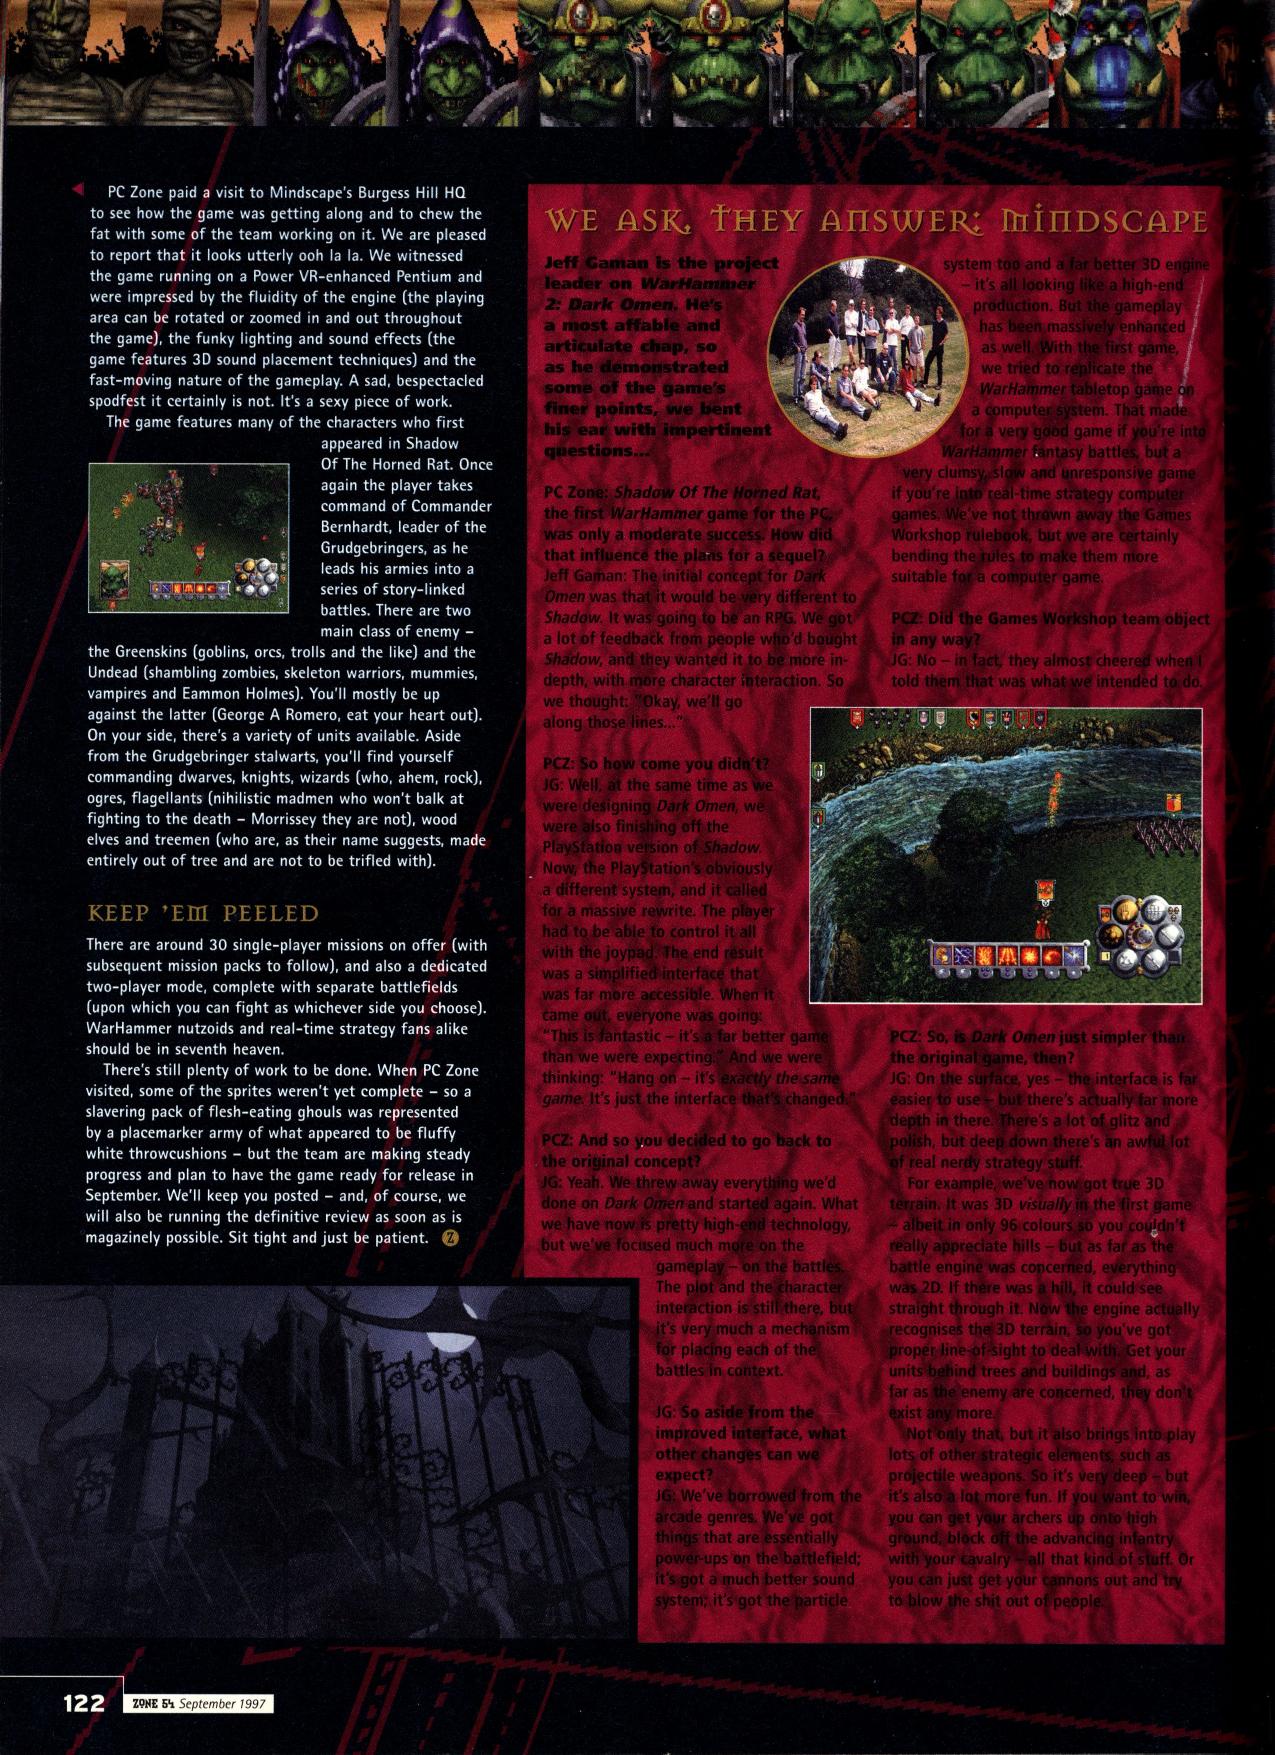 PC Zone paid a visit to Mindscape's Burgess Hill HQ
to see how the game was getting along and to chew the
fat with some of the team working on it. We are pleased
to report that it looks utterly ooh la la. We witnessed
the game running on a Power VR-enhanced Pentium and
were impressed by the fluidity of the engine (the playing
area can be rotated or zoomed in and out throughout
the game), the funky lighting and sound effects (the
game features 3D sound placement techniques) and the
fast-moving nature of the gameplay. A sad, bespectacled
spodfest it certainly is not. It's a sexy piece of work.
The game features many of the characters who first
appeared in Shadow
Of The Horned Rat. Once
again the player takes
command of Commander
Bernhardt, leader of the
Grudgebringers, as he
leads his armies into a
series of story-linked
battles. There are two
main class of enemy –
the Greenskins (goblins, orcs, trolls and the like) and the
Undead (shambling zombies, skeleton warriors, mummies,
vampires and Eammon Holmes). You'll mostly be up
against the latter (George A Romero, eat your heart out).
On your side, there's a variety of units available. Aside
from the Grudgebringer stalwarts, you'll find yourself
commanding dwarves, knights, wizards (who, ahem, rock),
ogres, flagellants (nihilistic madmen who won't balk at
fighting to the death – Morrissey they are not), wood
elves and treemen (who are, as their name suggests, made
entirely out of tree and are not to be trifled with).
KEEP 'EM PEELED
There are around 30 single-player missions on offer (with
subsequent mission packs to follow), and also a dedicated
two-player mode, complete with separate battlefields
(upon which you can fight as whichever side you choose).
WarHammer nutzoids and real-time strategy fans alike
should be in seventh heaven.
There's still plenty of work to be done. When PC Zone
visited, some of the sprites weren't yet complete – so a
slavering pack of flesh-eating ghouls was represented
by a placemarker army of what appeared to be fluffy
white throwcushions – but the team are making steady
progress and plan to have the game ready for release in
September. We'll keep you posted – and, of course, we
will also be running the definitive review as soon as is
magazinely possible. Sit tight and just be patient. Z
WE ASK, THEY ANSWER: MINDSCAPE
Jeff Gaman is the project
leader on WarHammer
2: Dark Omen. He's
a most affable and
articulate chap, so
as he demonstrated
some of the game's
finer points, we bent
his ear with impertinent
questions...
PC Zone: Shadow Of The Horned Rat,
the first WarHammer game for the PC,
was only a moderate success. How did
that influence the plans for a sequel?
Jeff Gaman: The initial concept for Dark
Omen was that it would be very different to
Shadow. It was going to be an RPG. We got
a lot of feedback from people who'd bought
Shadow, and they wanted it to be more in-
depth, with more character interaction. So
we thought: "Okay, we'll go
along those lines..."
PCZ: So how come you didn't?
JG: Well, at the same time as we
were designing Dark Omen, we
were also finishing off the
PlayStation version of Shadow.
Now, the PlayStation's obviously
a different system, and it called
for a massive rewrite. The player
had to be able to control it all
with the joypad. The end result
was a simplified interface that
was far more accessible. When it
came out, everyone was going:
"This is fantastic – it's a far better game
than we were expecting." And we were
thinking: "Hang on – it's exactly the same
game. It's just the interface that's changed."
PCZ: And so you decided to go back to
the original concept?
JG: Yeah. We threw away everything we'd
done on Dark Omen and started again. What
we have now is pretty high-end technology,
but we've focused much more on the
gameplay – on the battles.
The plot and the character
interaction is still there, but
it's very much a mechanism
for placing each of the
battles in context.
JG: So aside from the
improved interface, what
other changes can we
expect?
JG: We've borrowed from the
arcade genres. We've got
things that are essentially
power-ups on the battlefield;
it's got a much better sound
system; it's got the particle
system too and a far better 3D engine
– it's all looking like a high-end
production. But the gameplay
has been massively enhanced
as well. With the first game,
we tried to replicate the
WarHammer tabletop game on
a computer system. That made
for a very good game if you're into
WarHammer fantasy battles, but a
very clumsy, slow and unresponsive game
if you're into real-time strategy computer
games. We've not thrown away the Games
Workshop rulebook, but we are certainly
bending the rules to make them more
suitable for a computer game.
PCZ: Did the Games Workshop team object
in any way?
JG: No – in fact, they almost cheered when I
told them that was what we intended to do.
PCZ: So, is Dark Omen just simpler than
the original game, then?
JG: On the surface, yes – the interface is far
easier to use – but there's actually far more
depth in there. There's a lot of glitz and
polish, but deep down there's an awful lot
of real nerdy strategy stuff.
For example, we've now got true 3D
terrain. It was 3D visually in the first game
– albeit in only 96 colours so you couldn't
really appreciate hills – but as far as the
battle engine was concerned, everything
was 2D. If there was a hill, it could see
straight through it. Now the engine actually
recognises the 3D terrain, so you've got
proper line-of-sight to deal with. Get your
units behind trees and buildings and, as
far as the enemy are concerned, they don't
exist any more.
Not only that, but it also brings into play
lots of other strategic elements, such as
projectile weapons. So it's very deep – but
it's also a lot more fun. If you want to win,
you can get your archers up onto high
ground, block off the advancing infantry
with your cavalry – all that kind of stuff. Or
you can just get your cannons out and try
to blow the shit out of people.
122 ZONE 54 September 1997